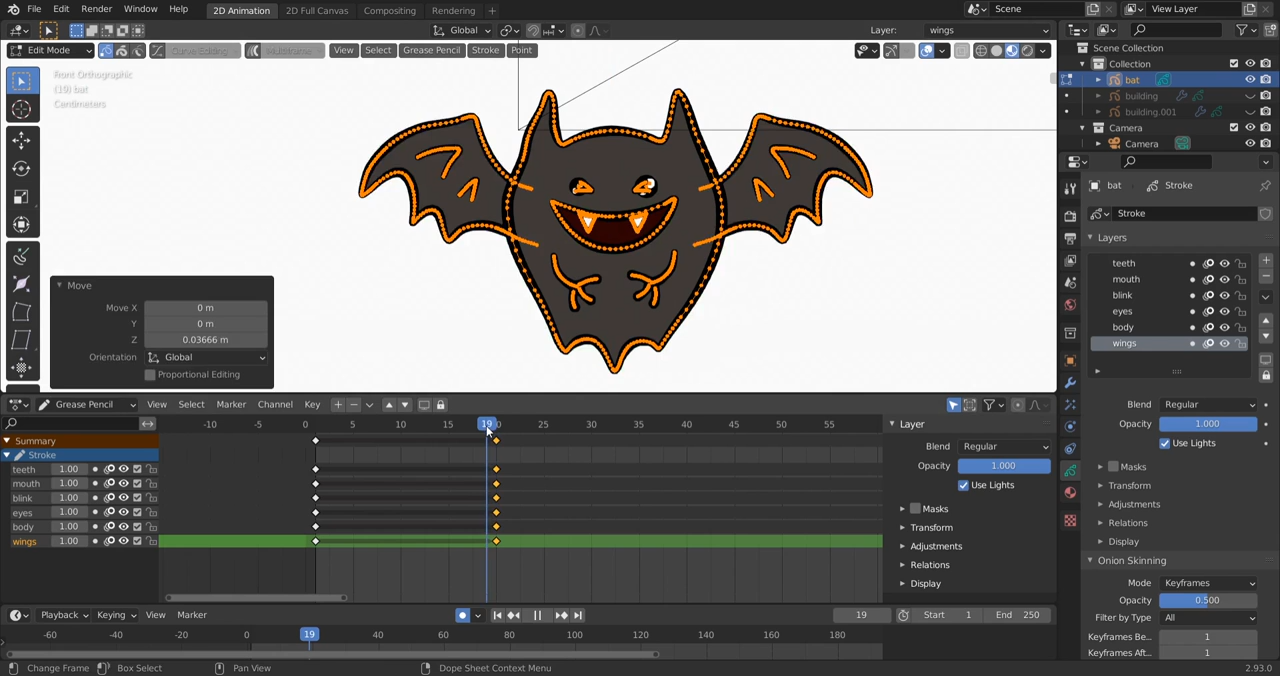 File Edit Render Window Help 2D Animation 2D Full Canvas Compositing Rendering + Scene View Layer
Global Layer: wings
Edit Mode Curve Editing Multiframe View Select Grease Pencil Stroke Point
Front Orthographic
(19) bat
Centimeters
Move
Move X 0 m
Y 0 m
Z 0.03666 m
Orientation Global
Proportional Editing
Scene Collection
Collection
bat
building
building.001
Camera
Camera
bat Stroke
Stroke
Layers
teeth
mouth
blink
eyes
body
wings
Blend Regular
Opacity 1.000
Use Lights
Masks
Transform
Adjustments
Relations
Display
Onion Skinning
Mode Keyframes
Opacity 0.500
Filter by Type All
Keyframes Be... 1
Keyframes Aft... 1
Grease Pencil View Select Marker Channel Key
-10 -5 0 5 10 15 19 25 30 35 40 45 50 55
Summary
Stroke
teeth 1.00
mouth 1.00
blink 1.00
eyes 1.00
body 1.00
wings 1.00
Layer
Blend Regular
Opacity 1.000
Use Lights
Masks
Transform
Adjustments
Relations
Display
Playback Keying View Marker 19 Start 1 End 250
-60 -40 -20 0 19 40 60 80 100 120 140 160 180
Change Frame Box Select Pan View Dope Sheet Context Menu 2.93.0